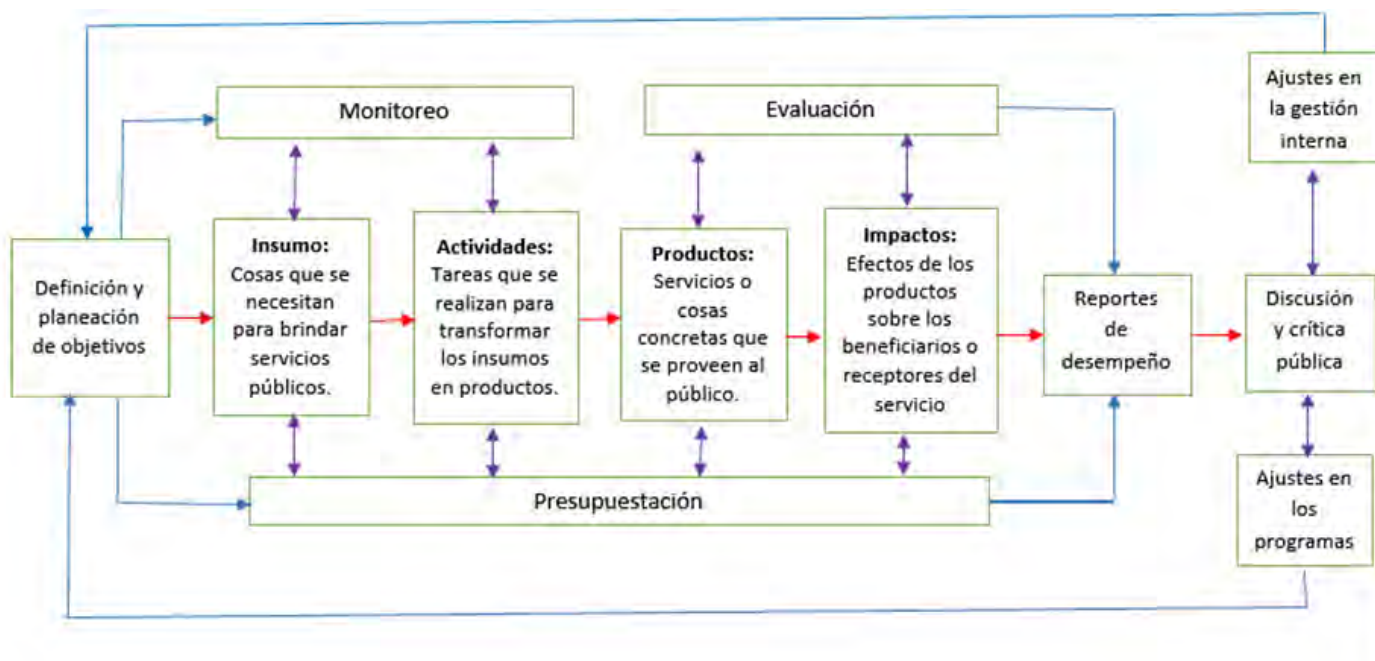 Monitoreo
Evaluación
Ajustes en
la gestión
interna
Definición y
planeación
de objetivos
Insumo:
Cosas que se
necesitan
para brindar
servicios
públicos.
Actividades:
Tareas que se
realizan para
transformar
los insumos
en productos.
Productos:
Servicios o
cosas
concretas que
se proveen al
público.
Impactos:
Efectos de los
productos
sobre los
beneficiarios o
receptores del
servicio
Reportes
de
desempeño
Discusión
y crítica
pública
Presupuestación
Ajustes en
los
programas